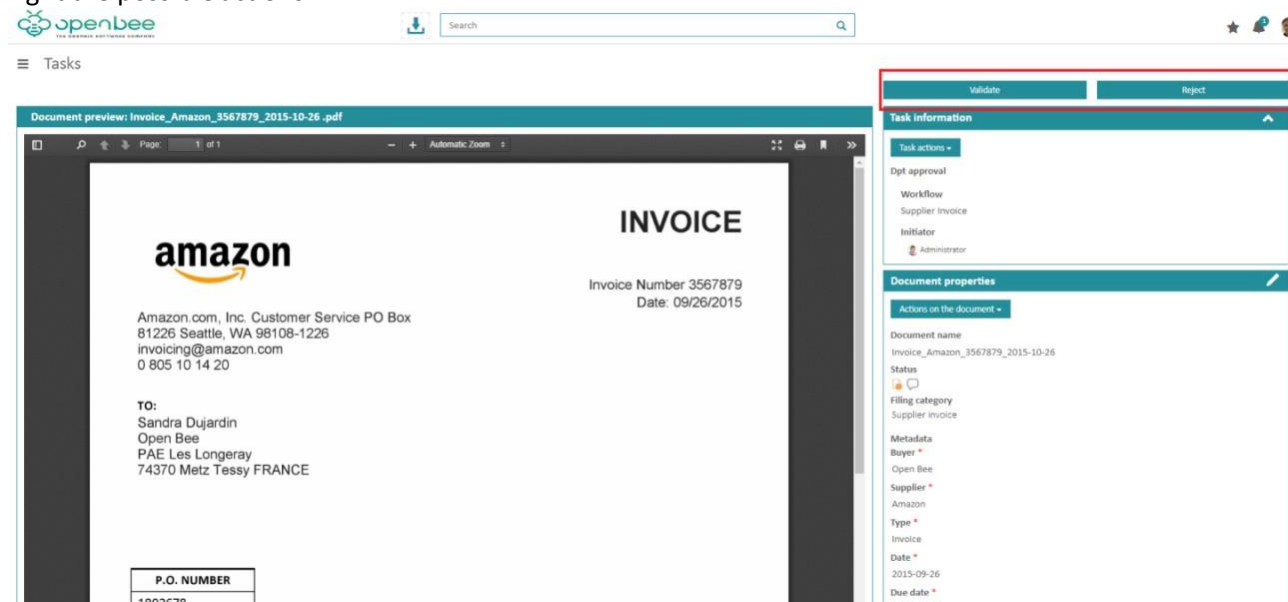 openbee
THE GRAPHIC SOFTWARE COMPANY
Search
1
Tasks
Validate
Reject
Document preview: Invoice_Amazon_3567879_2015-10-26 .pdf
Page: 1 of 1
Automatic Zoom
INVOICE
amazon
Invoice Number 3567879
Date: 09/26/2015
Amazon.com, Inc. Customer Service PO Box
81226 Seattle, WA 98108-1226
invoicing@amazon.com
0 805 10 14 20
TO:
Sandra Dujardin
Open Bee
PAE Les Longeray
74370 Metz Tessy FRANCE
P.O. NUMBER
Task information
Task actions
Dpt approval
Workflow
Supplier Invoice
Initiator
Administrator
Document properties
Actions on the document
Document name
Invoice_Amazon_3567879_2015-10-26
Status
Filing category
Supplier invoice
Metadata
Buyer *
Open Bee
Supplier *
Amazon
Type *
Invoice
Date *
2015-09-26
Due date *